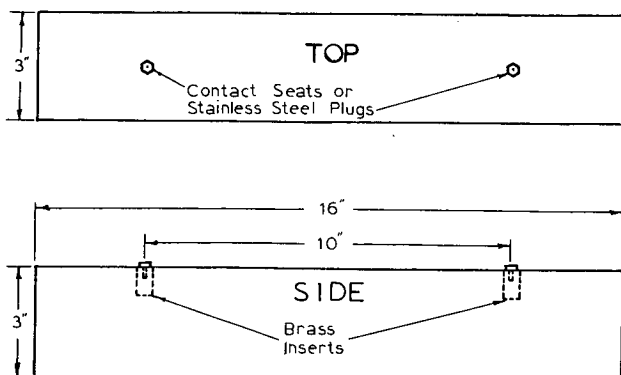 TOP
3"
Contact Seats or
Stainless Steel Plugs
16"
10"
SIDE
3"
Brass
Inserts